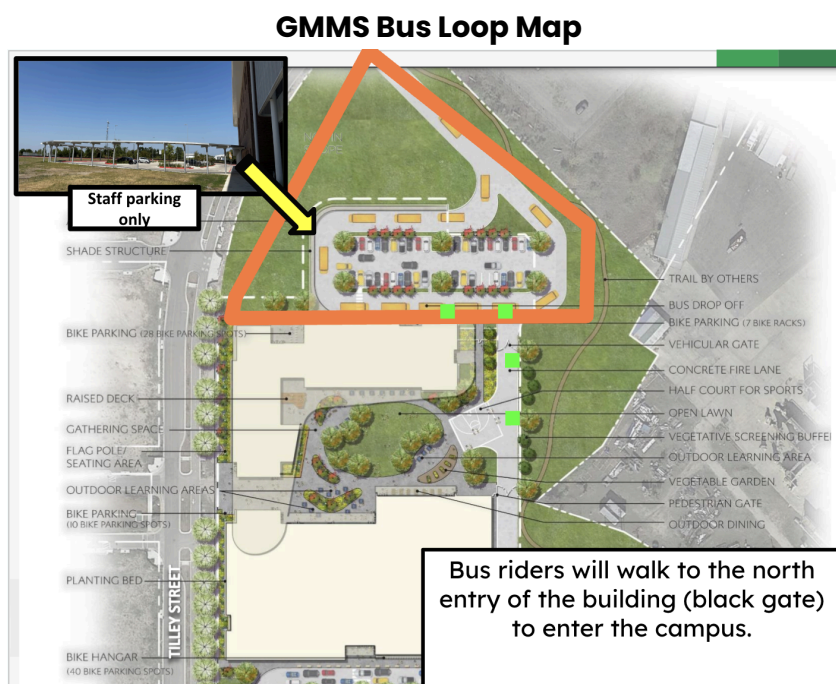 GMMS Bus Loop Map
Staff parking
only
SHADE STRUCTURE
BIKE PARKING (28 BIKE PARKING SPOTS)
RAISED DECK
GATHERING SPACE
FLAG POLE/
SEATING AREA
OUTDOOR LEARNING AREAS
BIKE PARKING
(10 BIKE PARKING SPOTS)
PLANTING BED
TILLEY STREET
BIKE HANGAR
(40 BIKE PARKING SPOTS)
TRAIL BY OTHERS
BUS DROP OFF
BIKE PARKING (7 BIKE RACKS)
VEHICULAR GATE
CONCRETE FIRE LANE
HALF COURT FOR SPORTS
OPEN LAWN
VEGETATIVE SCREENING BUFFE
OUTDOOR LEARNING AREA
VEGETABLE GARDEN
PEDESTRIAN GATE
OUTDOOR DINING
Bus riders will walk to the north
entry of the building (black gate)
to enter the campus.